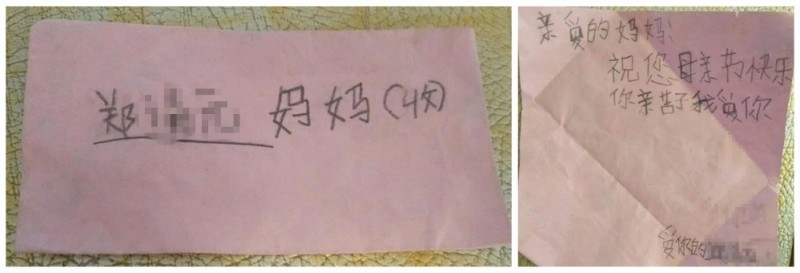 郑 妈妈(收)
亲爱的妈妈:
祝您母亲节快乐
你亲苦了我爱你
爱你的